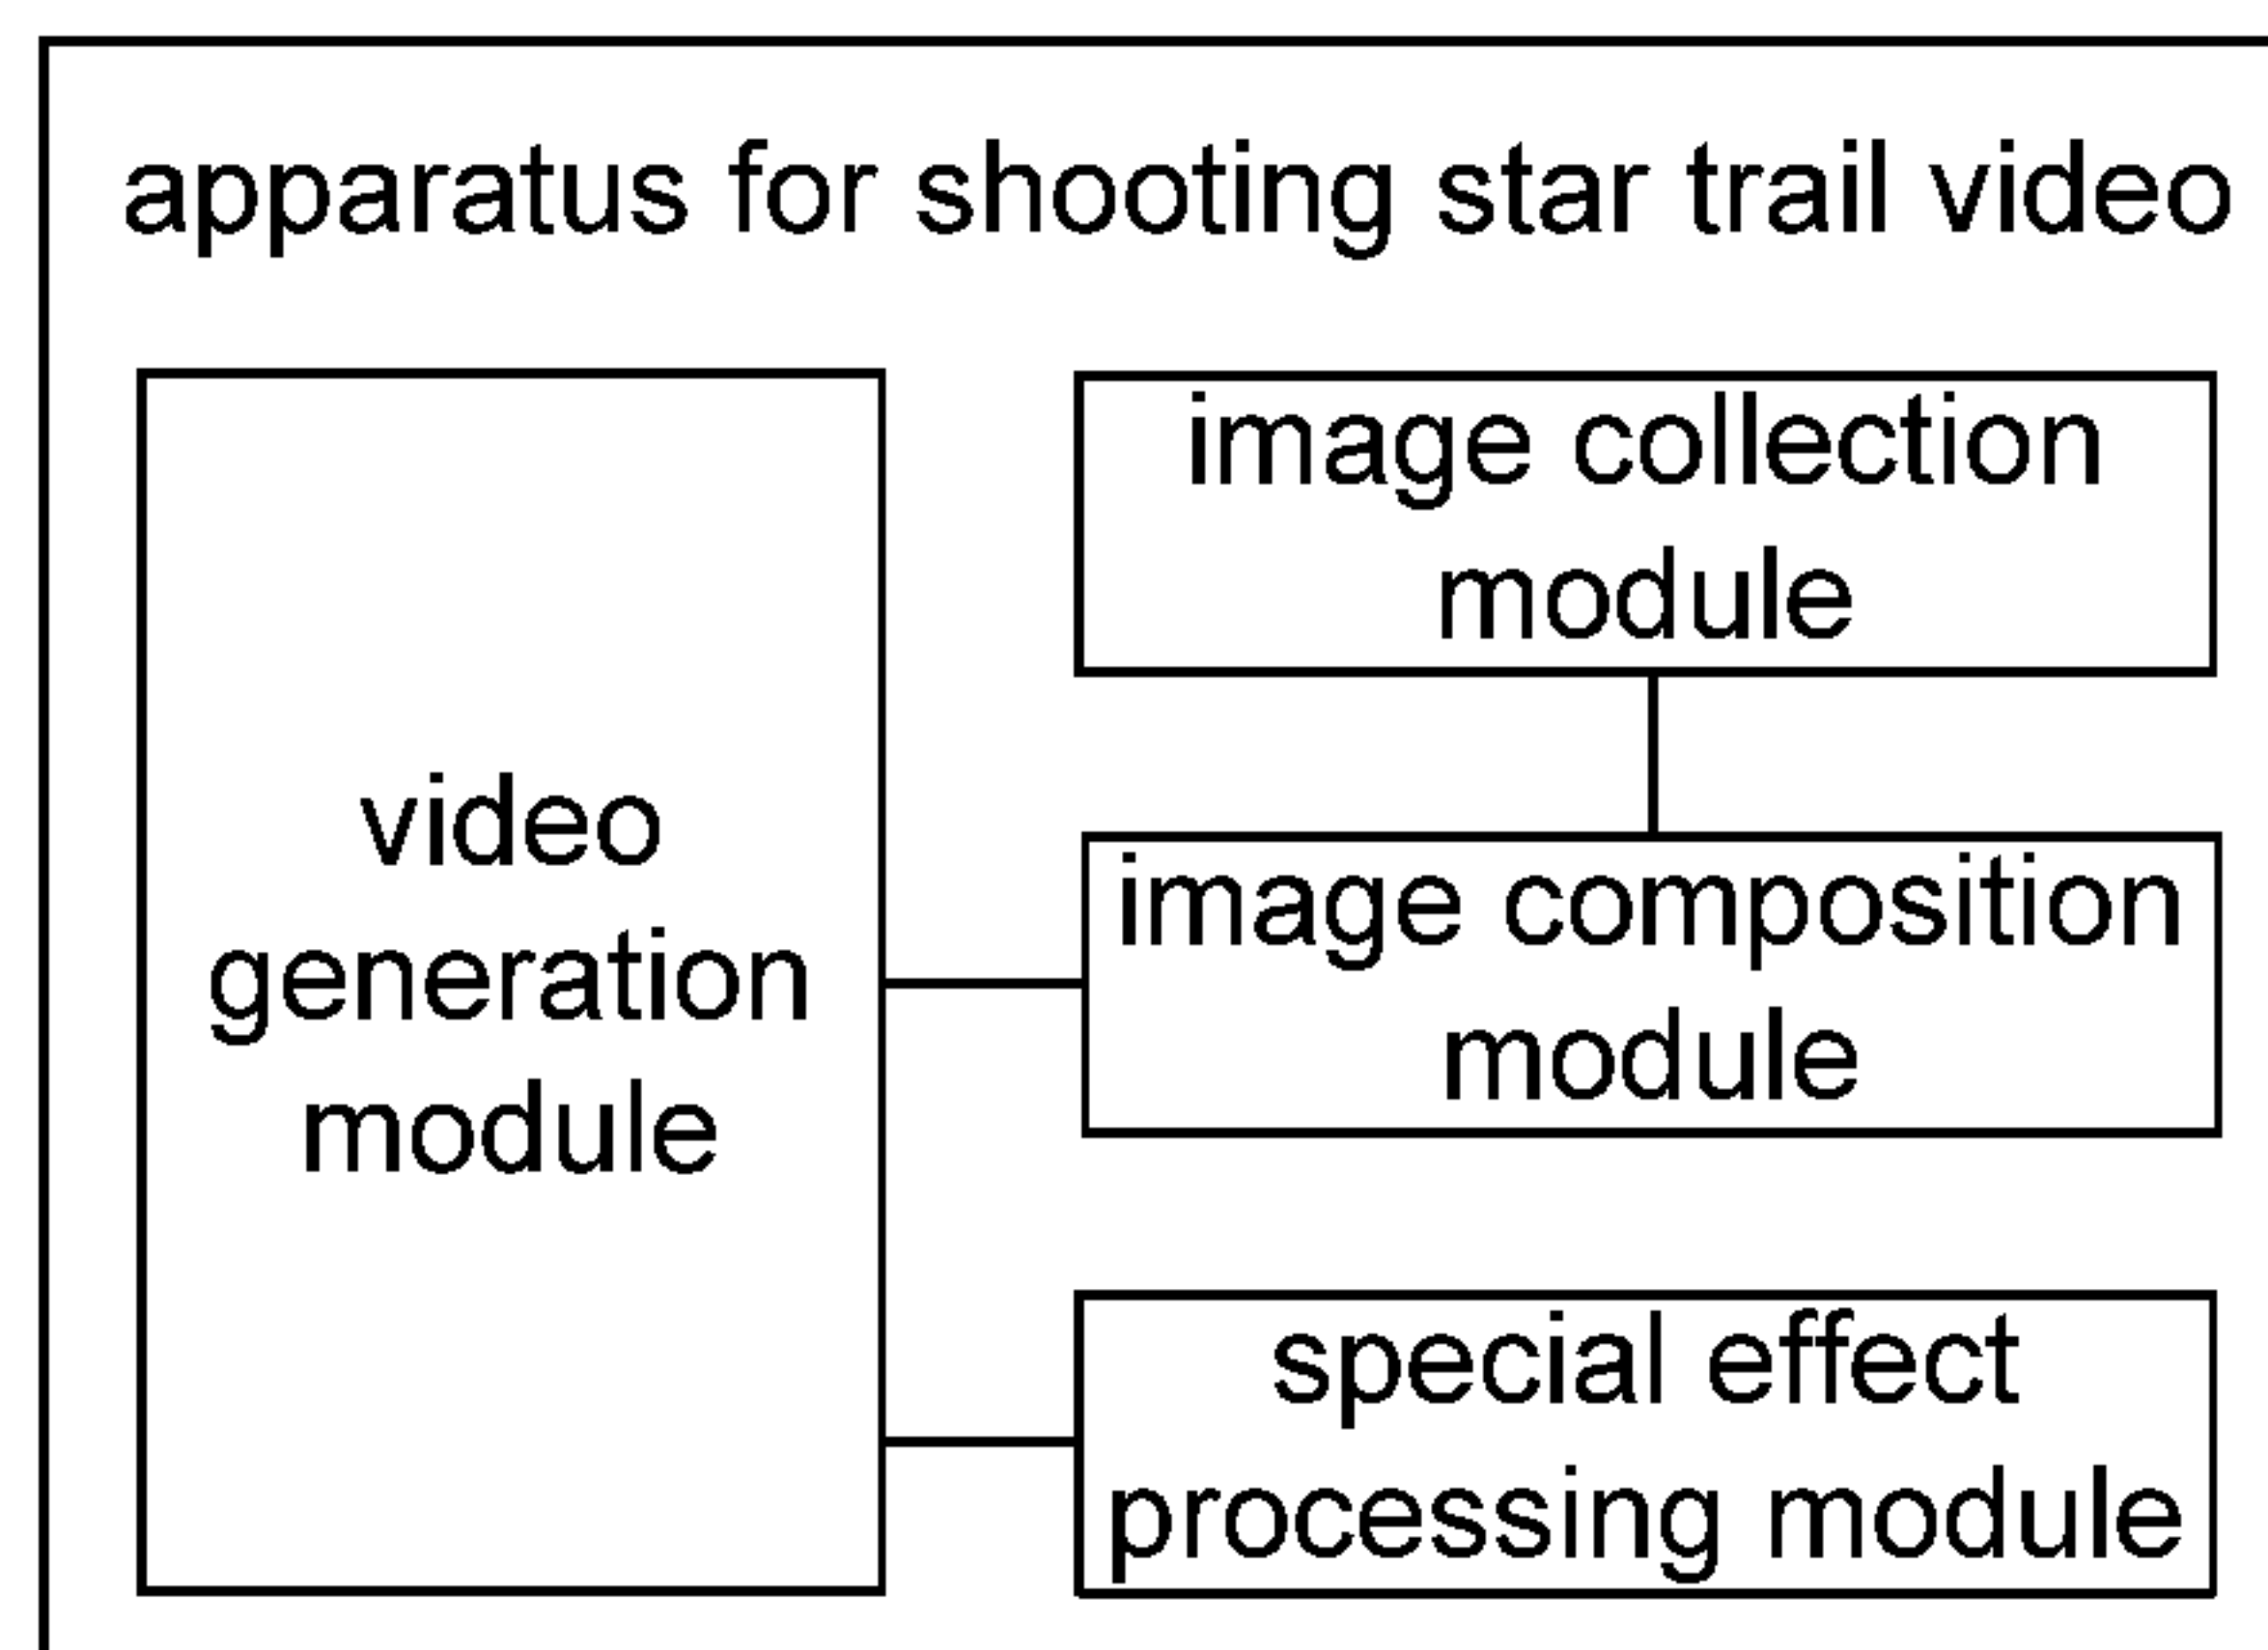 apparatus for shooting star trail video
video
generation
module
image collection
module
image composition
module
special effect
processing module